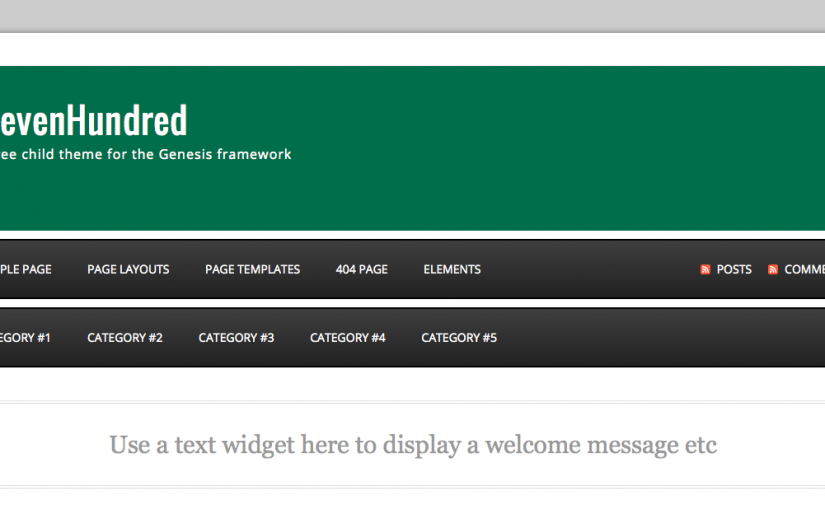 evenHundred
ee child theme for the Genesis framework
PLE PAGE PAGE LAYOUTS PAGE TEMPLATES 404 PAGE ELEMENTS POSTS COMME
EGORY #1 CATEGORY #2 CATEGORY #3 CATEGORY #4 CATEGORY #5
Use a text widget here to display a welcome message etc